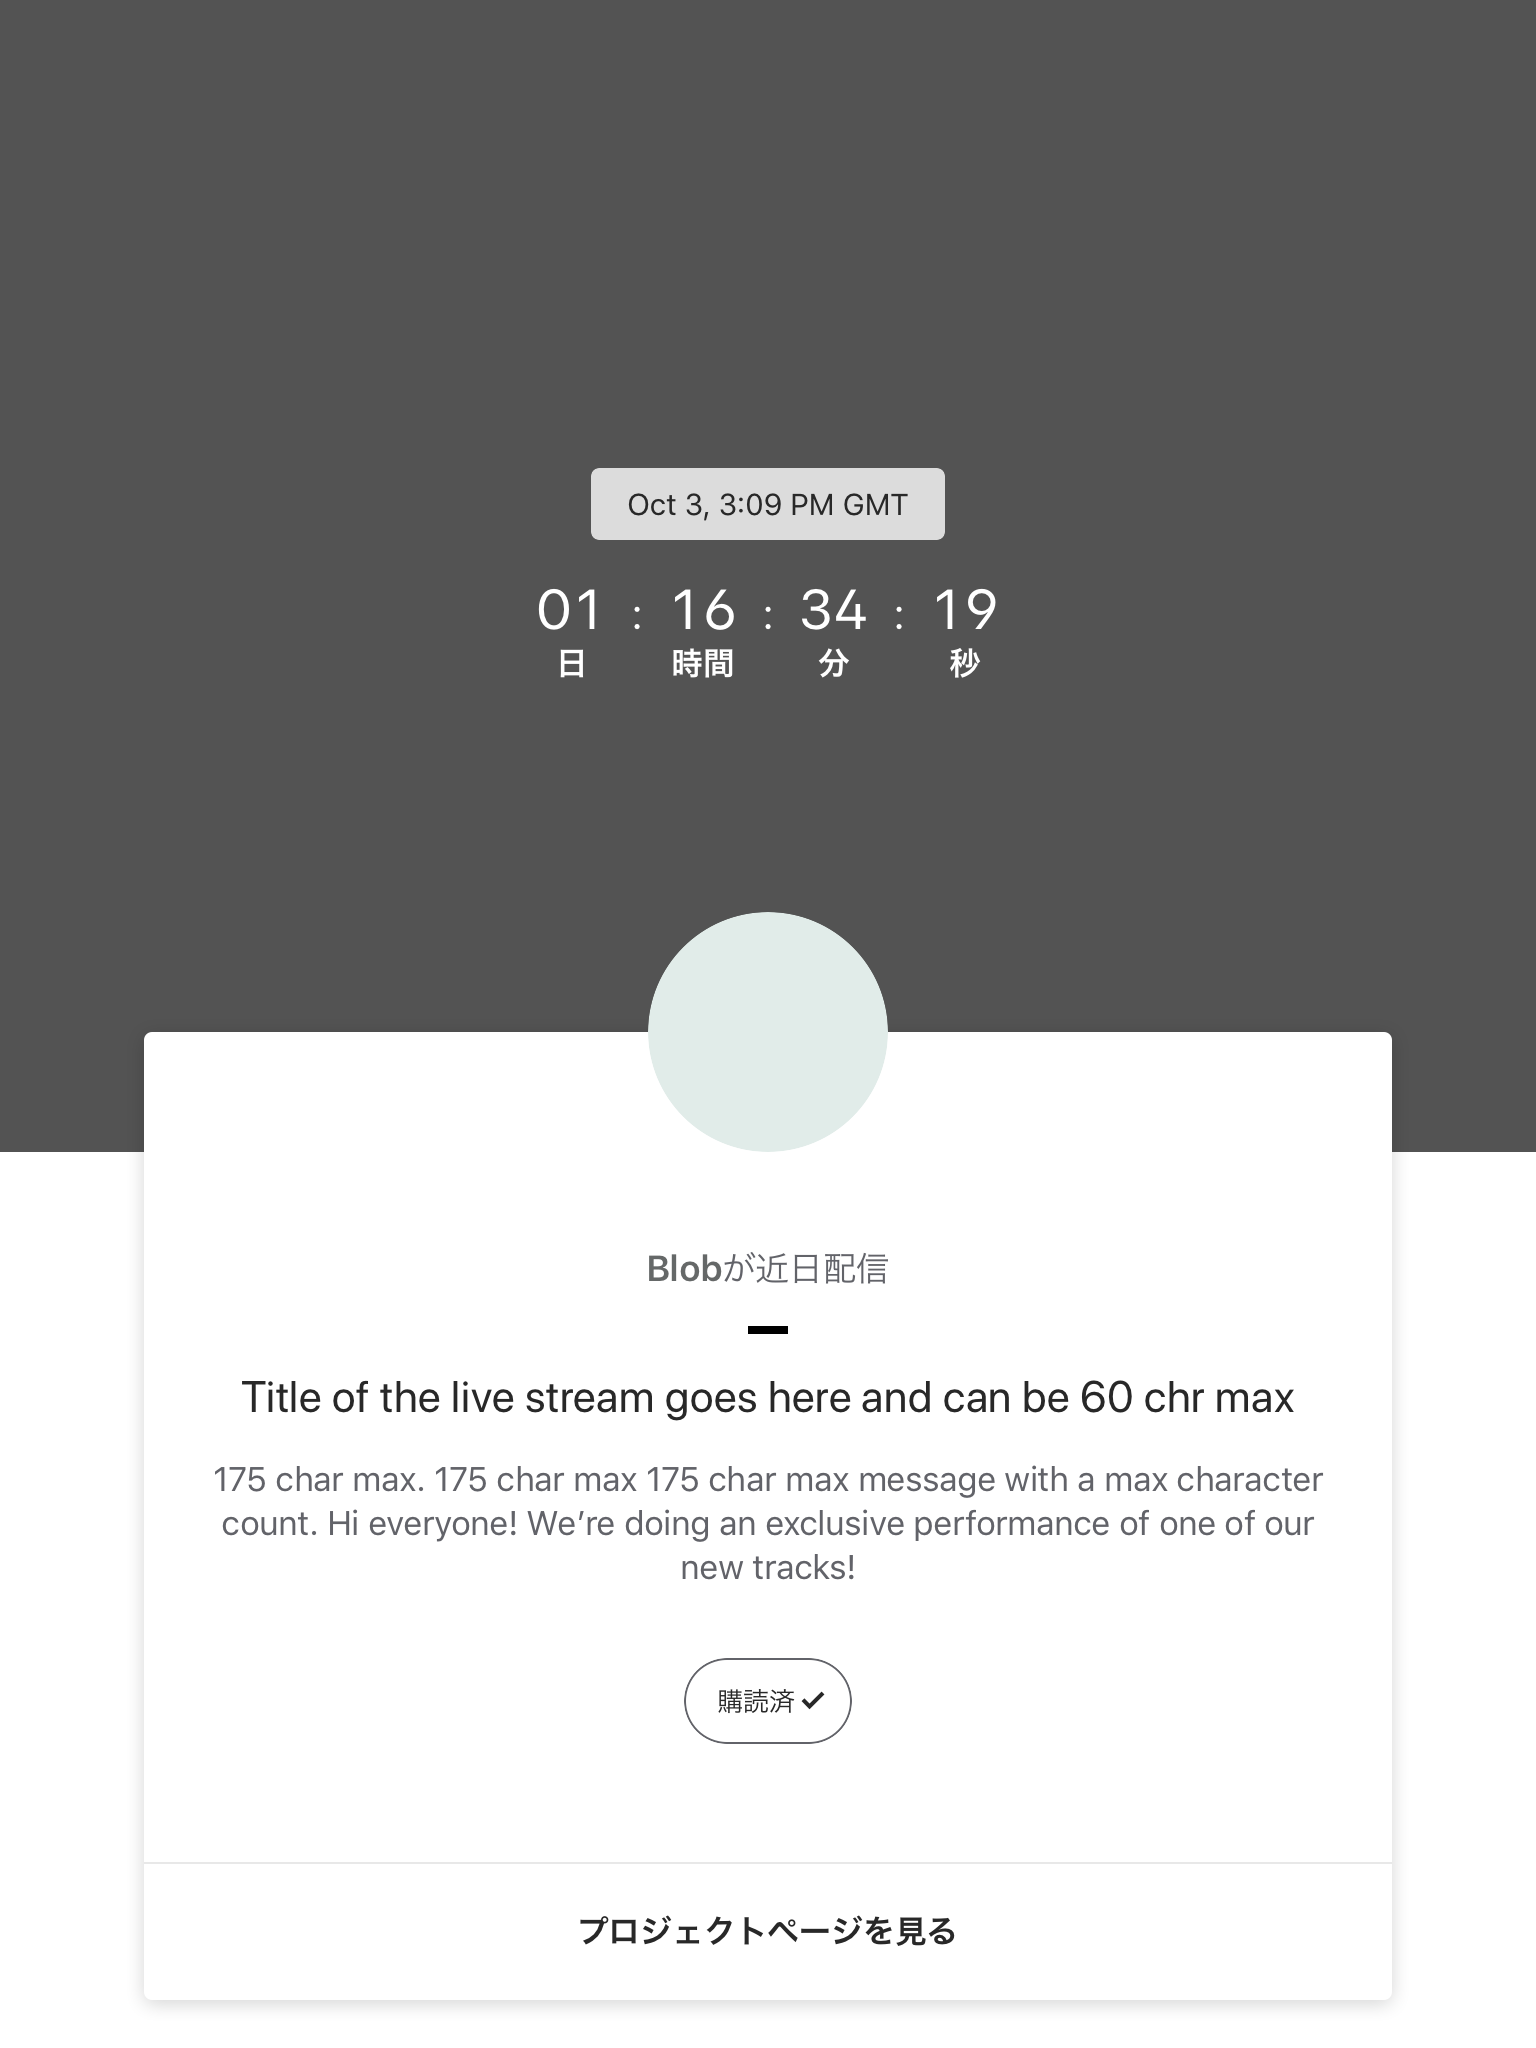 Oct 3, 3:09 PM GMT
01 : 16 : 34 : 19
日 時間 分 秒
Blobが近日配信
Title of the live stream goes here and can be 60 chr max
175 char max. 175 char max 175 char max message with a max character
count. Hi everyone! We’re doing an exclusive performance of one of our
new tracks!
購読済 ✓
プロジェクトページを見る